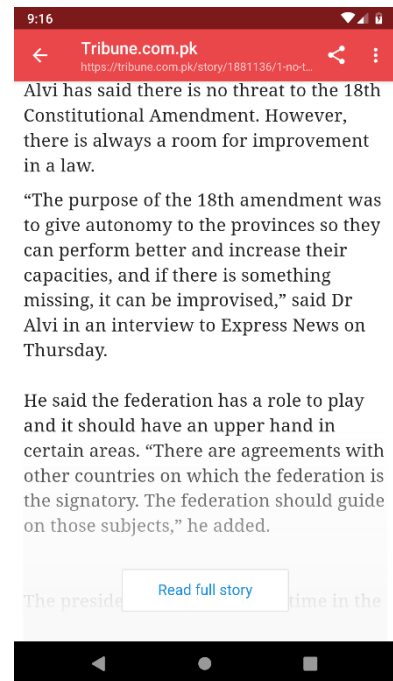 9:16
Tribune.com.pk
https://tribune.com.pk/story/1881136/1-no-t...
Alvi has said there is no threat to the 18th
Constitutional Amendment. However,
there is always a room for improvement
in a law.
“The purpose of the 18th amendment was
to give autonomy to the provinces so they
can perform better and increase their
capacities, and if there is something
missing, it can be improvised,” said Dr
Alvi in an interview to Express News on
Thursday.
He said the federation has a role to play
and it should have an upper hand in
certain areas. “There are agreements with
other countries on which the federation is
the signatory. The federation should guide
on those subjects,” he added.
Read full story
The preside time in the